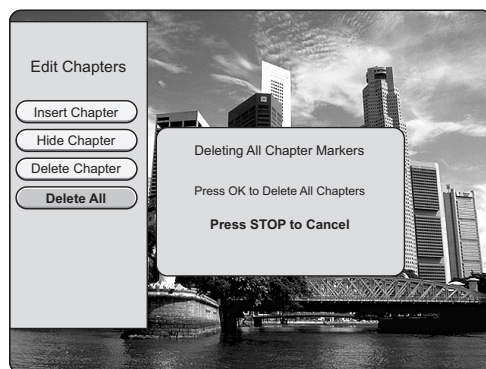 Edit Chapters
Insert Chapter
Hide Chapter
Delete Chapter
Delete All
Deleting All Chapter Markers
Press OK to Delete All Chapters
Press STOP to Cancel